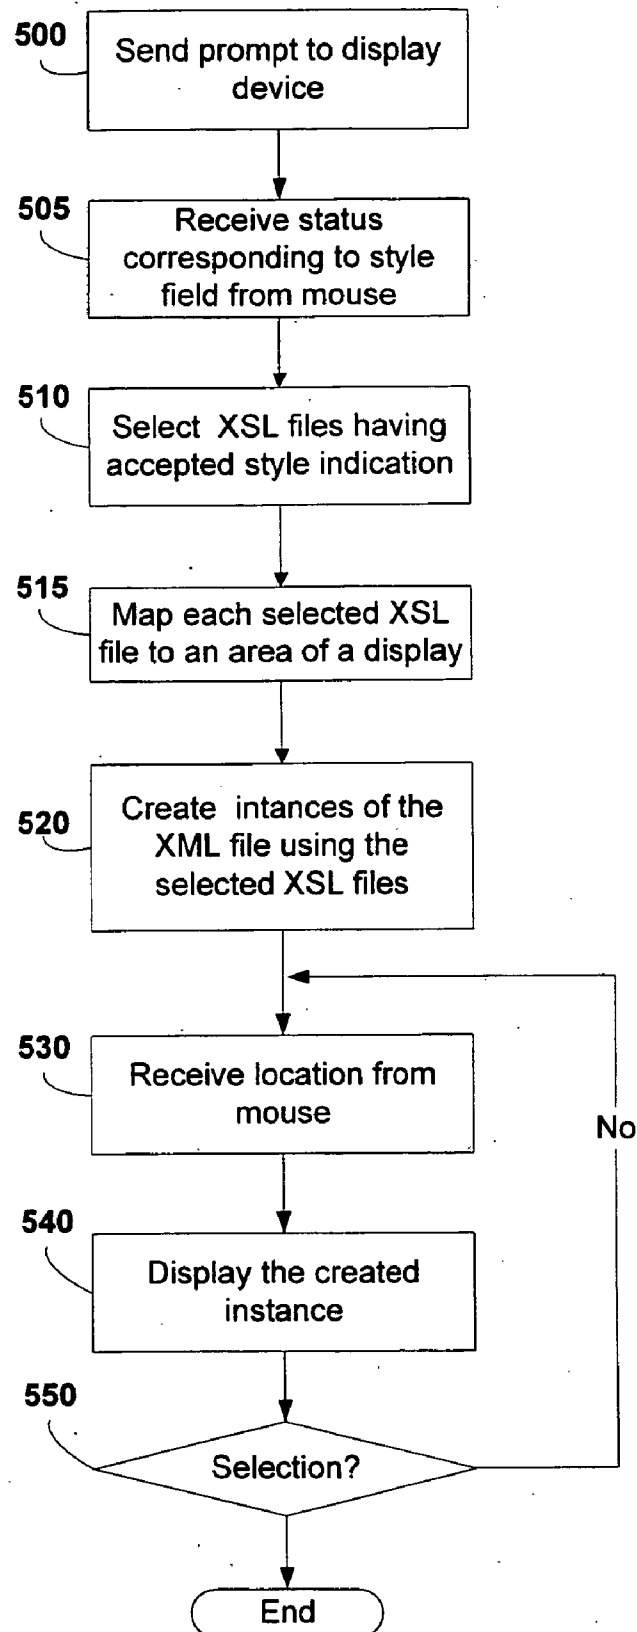 500
Send prompt to display
device
505
Receive status
corresponding to style
field from mouse
510
Select XSL files having
accepted style indication
515
Map each selected XSL
file to an area of a display
520
Create intances of the
XML file using the
selected XSL files
530
Receive location from
mouse
No
540
Display the created
instance
550
Selection?
End